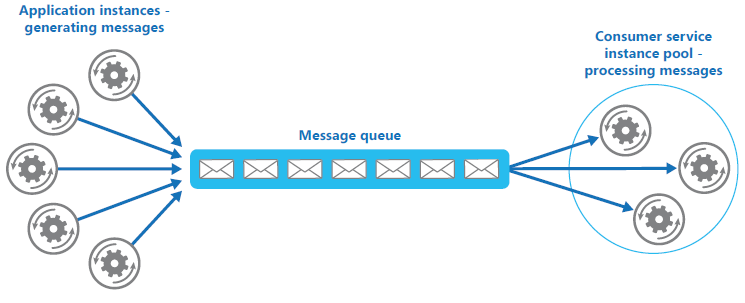 Application instances -
generating messages
Message queue
Consumer service
instance pool -
processing messages